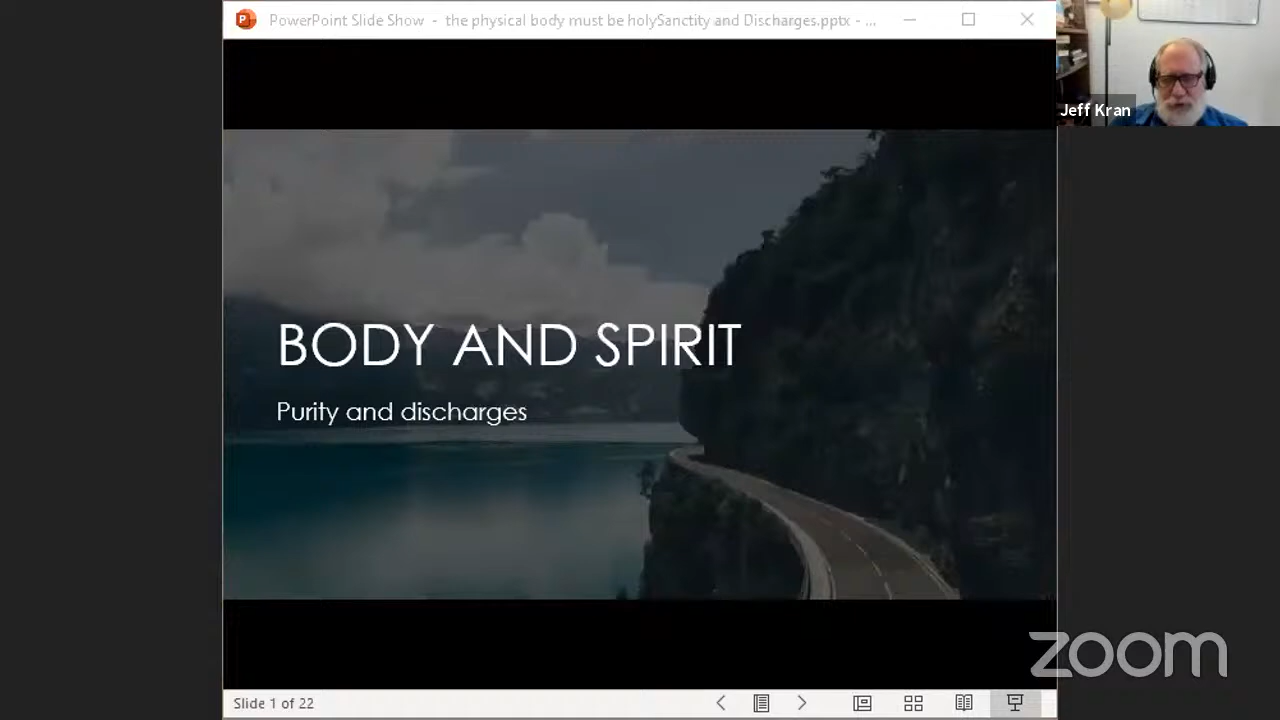 PowerPoint Slide Show - the physical body must be holySanctity and Discharges.pptx - ...
Jeff Kran
BODY AND SPIRIT
Purity and discharges
zoom
Slide 1 of 22